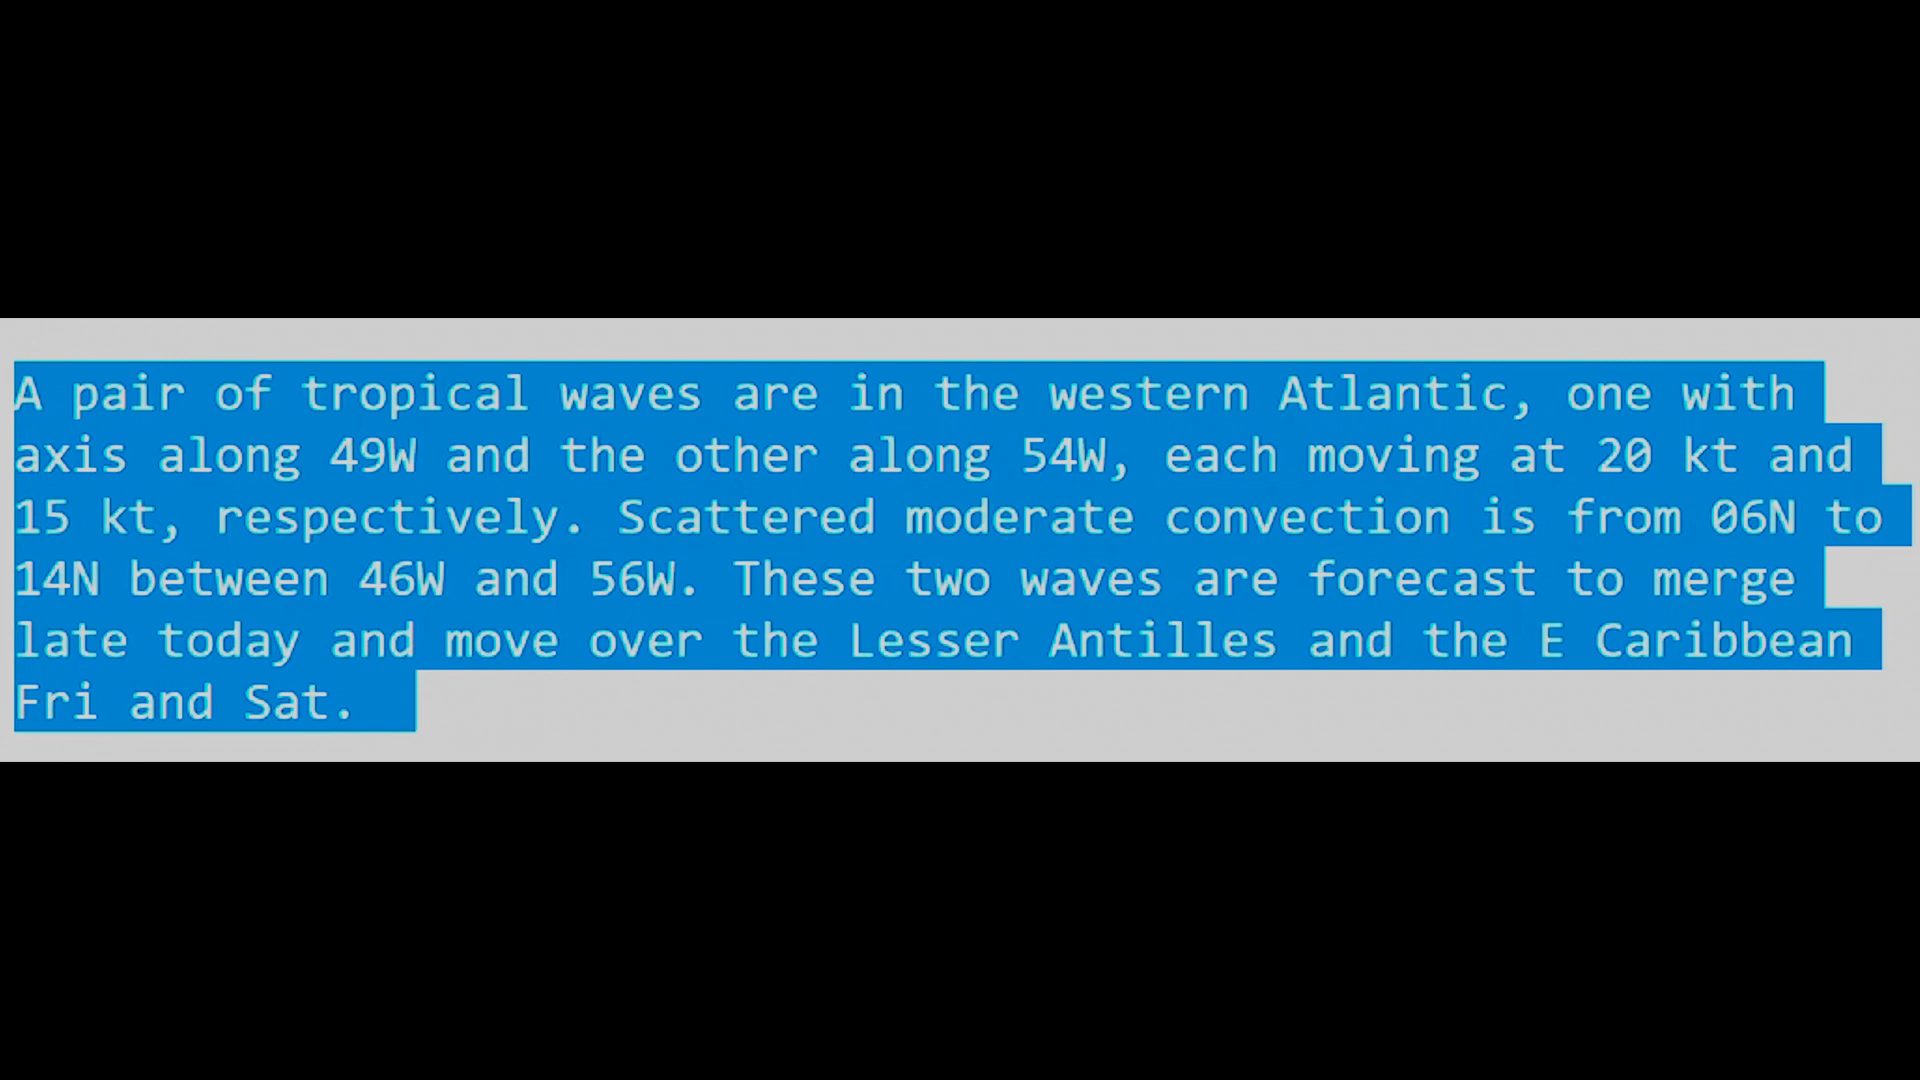 A pair of tropical waves are in the western Atlantic, one with
axis along 49W and the other along 54W, each moving at 20 kt and
15 kt, respectively. Scattered moderate convection is from 06N to
14N between 46W and 56W. These two waves are forecast to merge
late today and move over the Lesser Antilles and the E Caribbean
Fri and Sat.